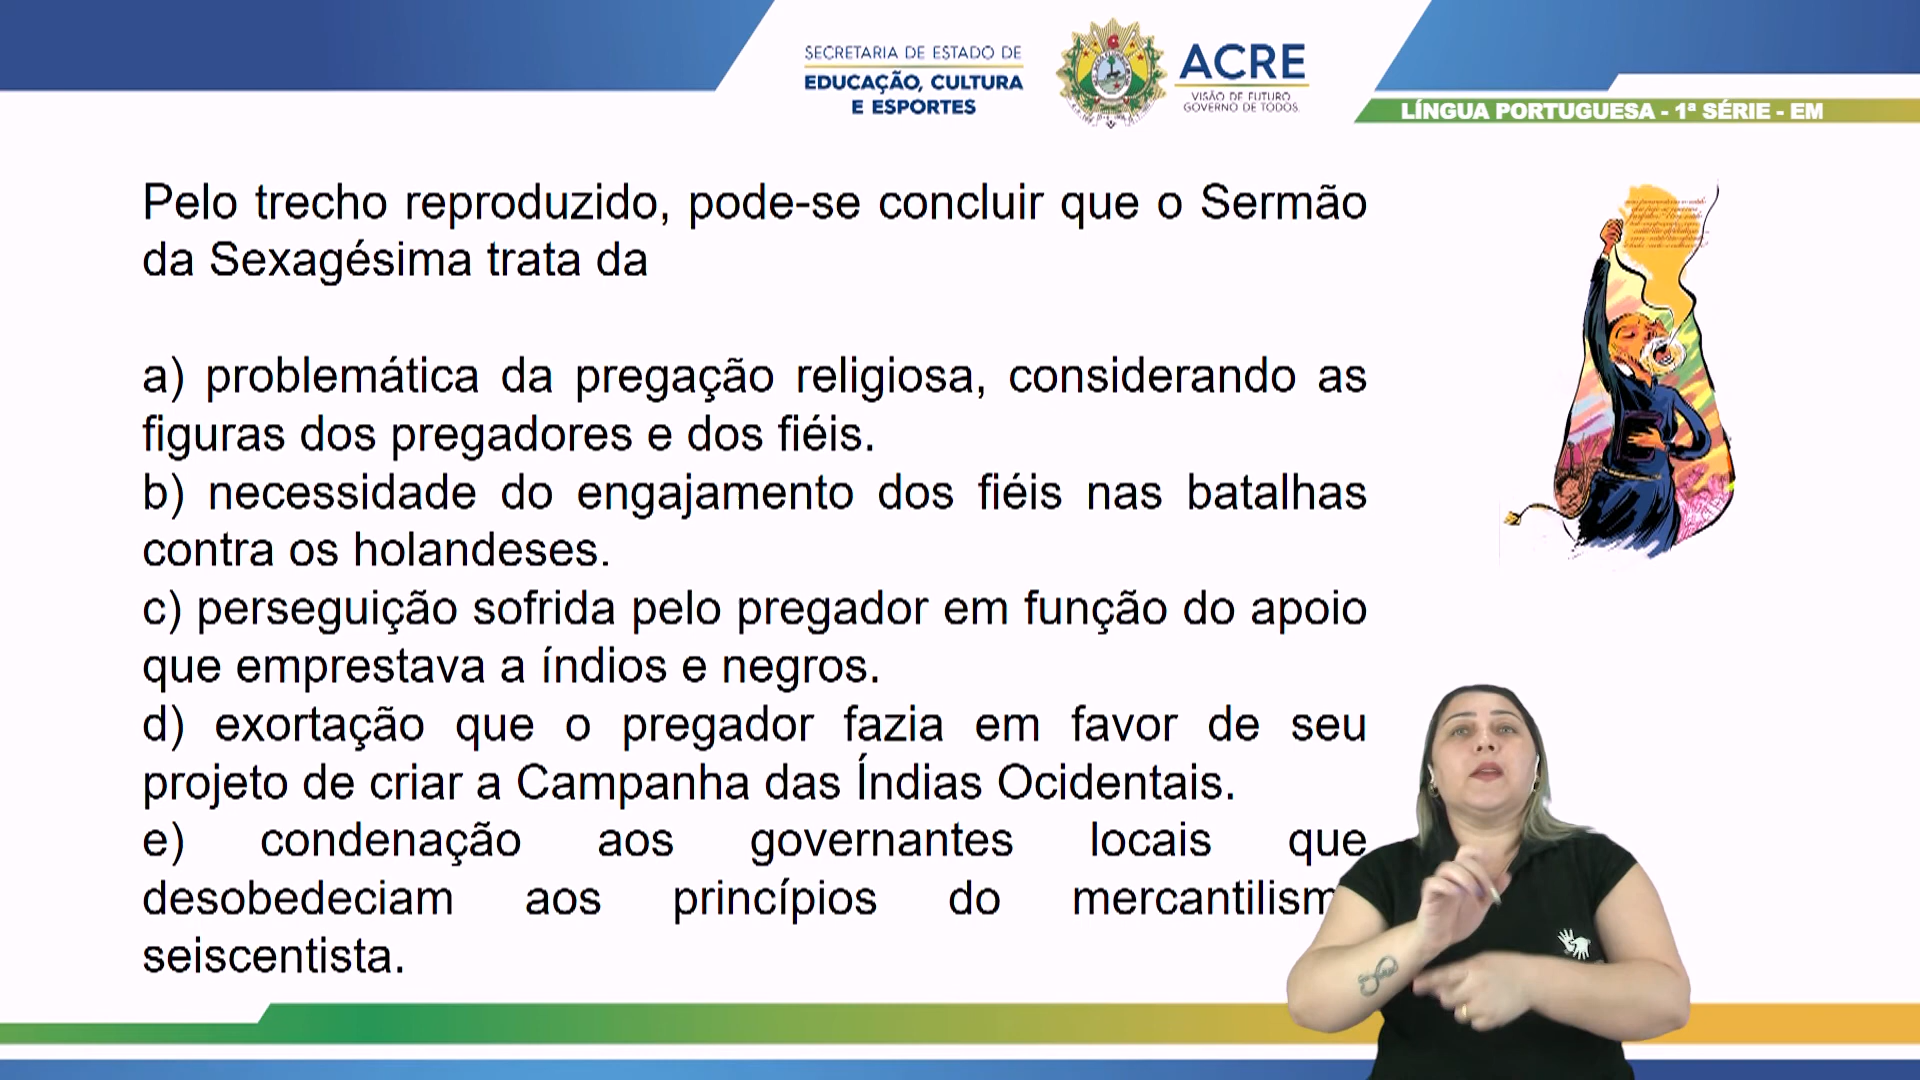 SECRETARIA DE ESTADO DE
EDUCAÇÃO, CULTURA
E ESPORTES
ACRE
VISÃO DE FUTURO
GOVERNO DE TODOS
LÍNGUA PORTUGUESA - 1ª SÉRIE - EM
Pelo trecho reproduzido, pode-se concluir que o Sermão
da Sexagésima trata da
a) problemática da pregação religiosa, considerando as
figuras dos pregadores e dos fiéis.
b) necessidade do engajamento dos fiéis nas batalhas
contra os holandeses.
c) perseguição sofrida pelo pregador em função do apoio
que emprestava a índios e negros.
d) exortação que o pregador fazia em favor de seu
projeto de criar a Campanha das Índias Ocidentais.
e) condenação aos governantes locais que
desobedeciam aos princípios do mercantilism
seiscentista.